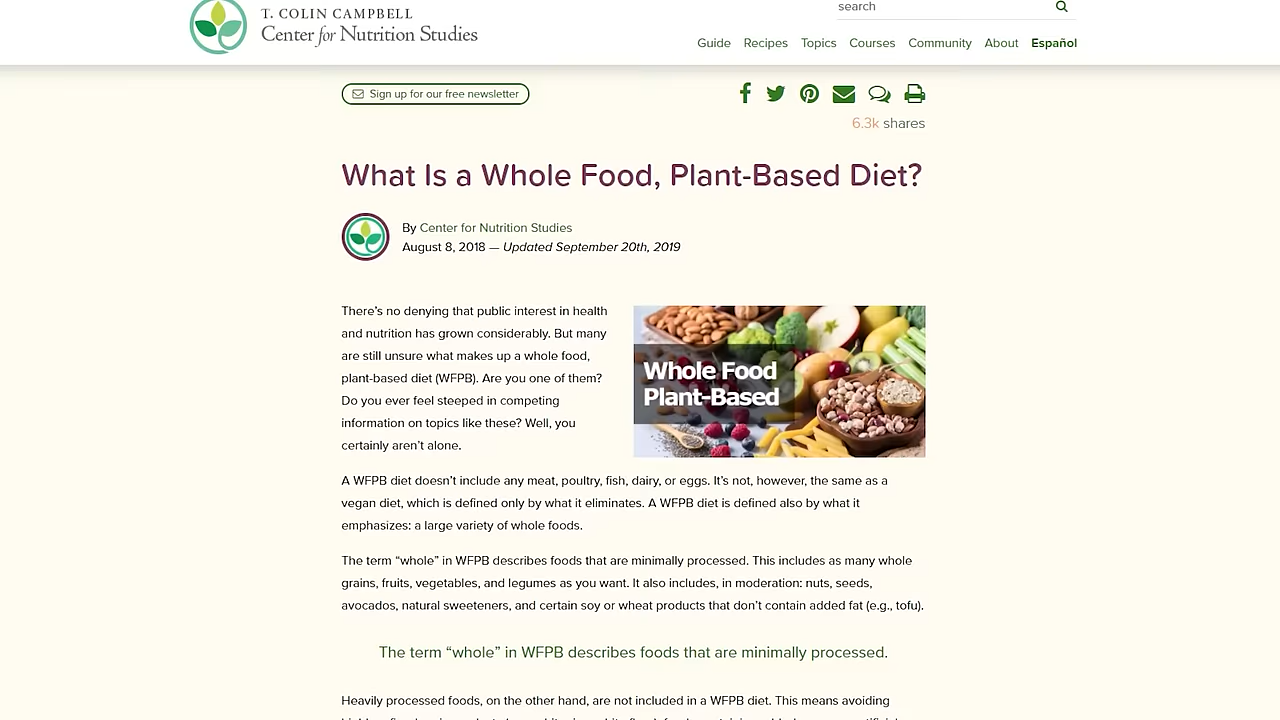 T. COLIN CAMPBELL
Center for Nutrition Studies
search
Guide Recipes Topics Courses Community About Español
Sign up for our free newsletter
6.3k shares
What Is a Whole Food, Plant-Based Diet?
By Center for Nutrition Studies
August 8, 2018 — Updated September 20th, 2019
There's no denying that public interest in health
and nutrition has grown considerably. But many
are still unsure what makes up a whole food,
plant-based diet (WFPB). Are you one of them?
Do you ever feel steeped in competing
information on topics like these? Well, you
certainly aren't alone.
Whole Food
Plant-Based
A WFPB diet doesn't include any meat, poultry, fish, dairy, or eggs. It's not, however, the same as a
vegan diet, which is defined only by what it eliminates. A WFPB diet is defined also by what it
emphasizes: a large variety of whole foods.
The term “whole” in WFPB describes foods that are minimally processed. This includes as many whole
grains, fruits, vegetables, and legumes as you want. It also includes, in moderation: nuts, seeds,
avocados, natural sweeteners, and certain soy or wheat products that don't contain added fat (e.g., tofu).
The term “whole” in WFPB describes foods that are minimally processed.
Heavily processed foods, on the other hand, are not included in a WFPB diet. This means avoiding